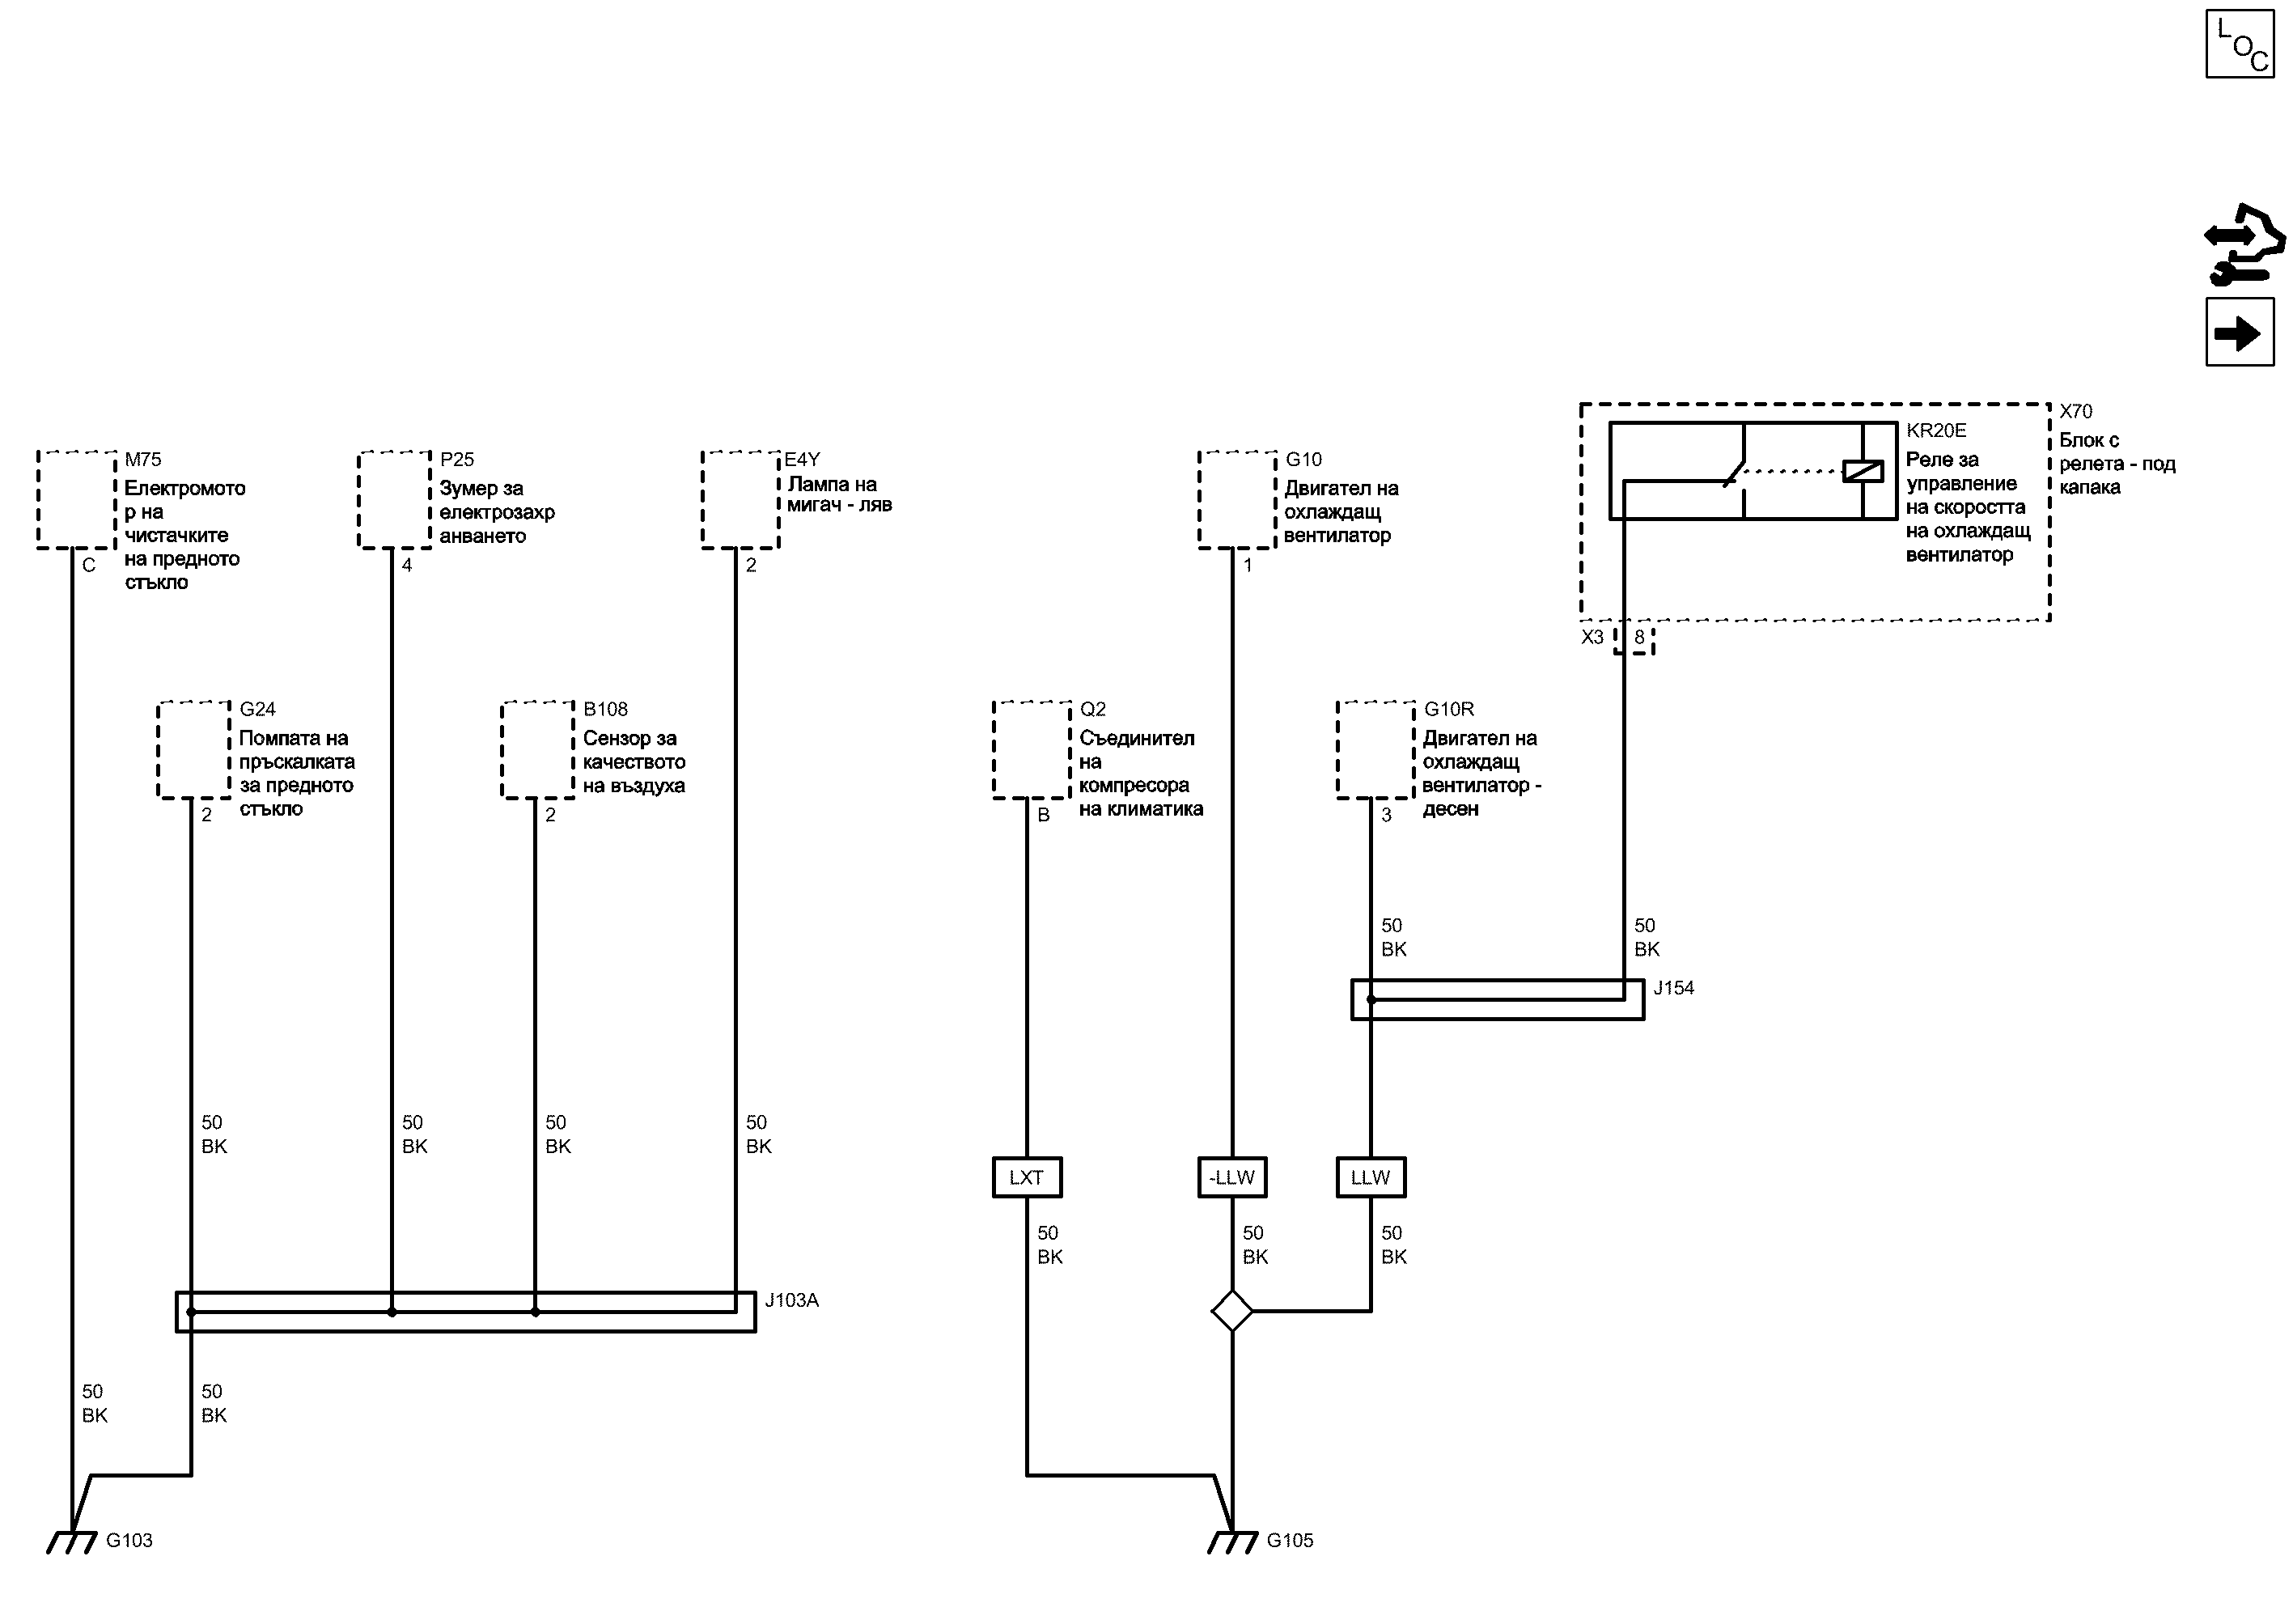 LOC
M75
Електромото
р на
чистачките
на предното
стъкло
C
P25
Зумер за
електрозахр
анването
4
E4Y
Лампа на
мигач - ляв
2
G10
Двигател на
охлаждащ
вентилатор
1
KR20E
Реле за
управление
на скоростта
на охлаждащ
вентилатор
X70
Блок с
релета - под
капака
X3
8
G24
Помпата на
пръскалката
за предното
стъкло
2
B108
Сензор за
качеството
на въздуха
2
Q2
Съединител
на
компресора
на климатика
B
G10R
Двигател на
охлаждащ
вентилатор -
десен
3
50
BK
50
BK
J154
50
BK
50
BK
50
BK
50
BK
LXT
-LLW
LLW
50
BK
50
BK
50
BK
J103A
50
BK
50
BK
G103
G105